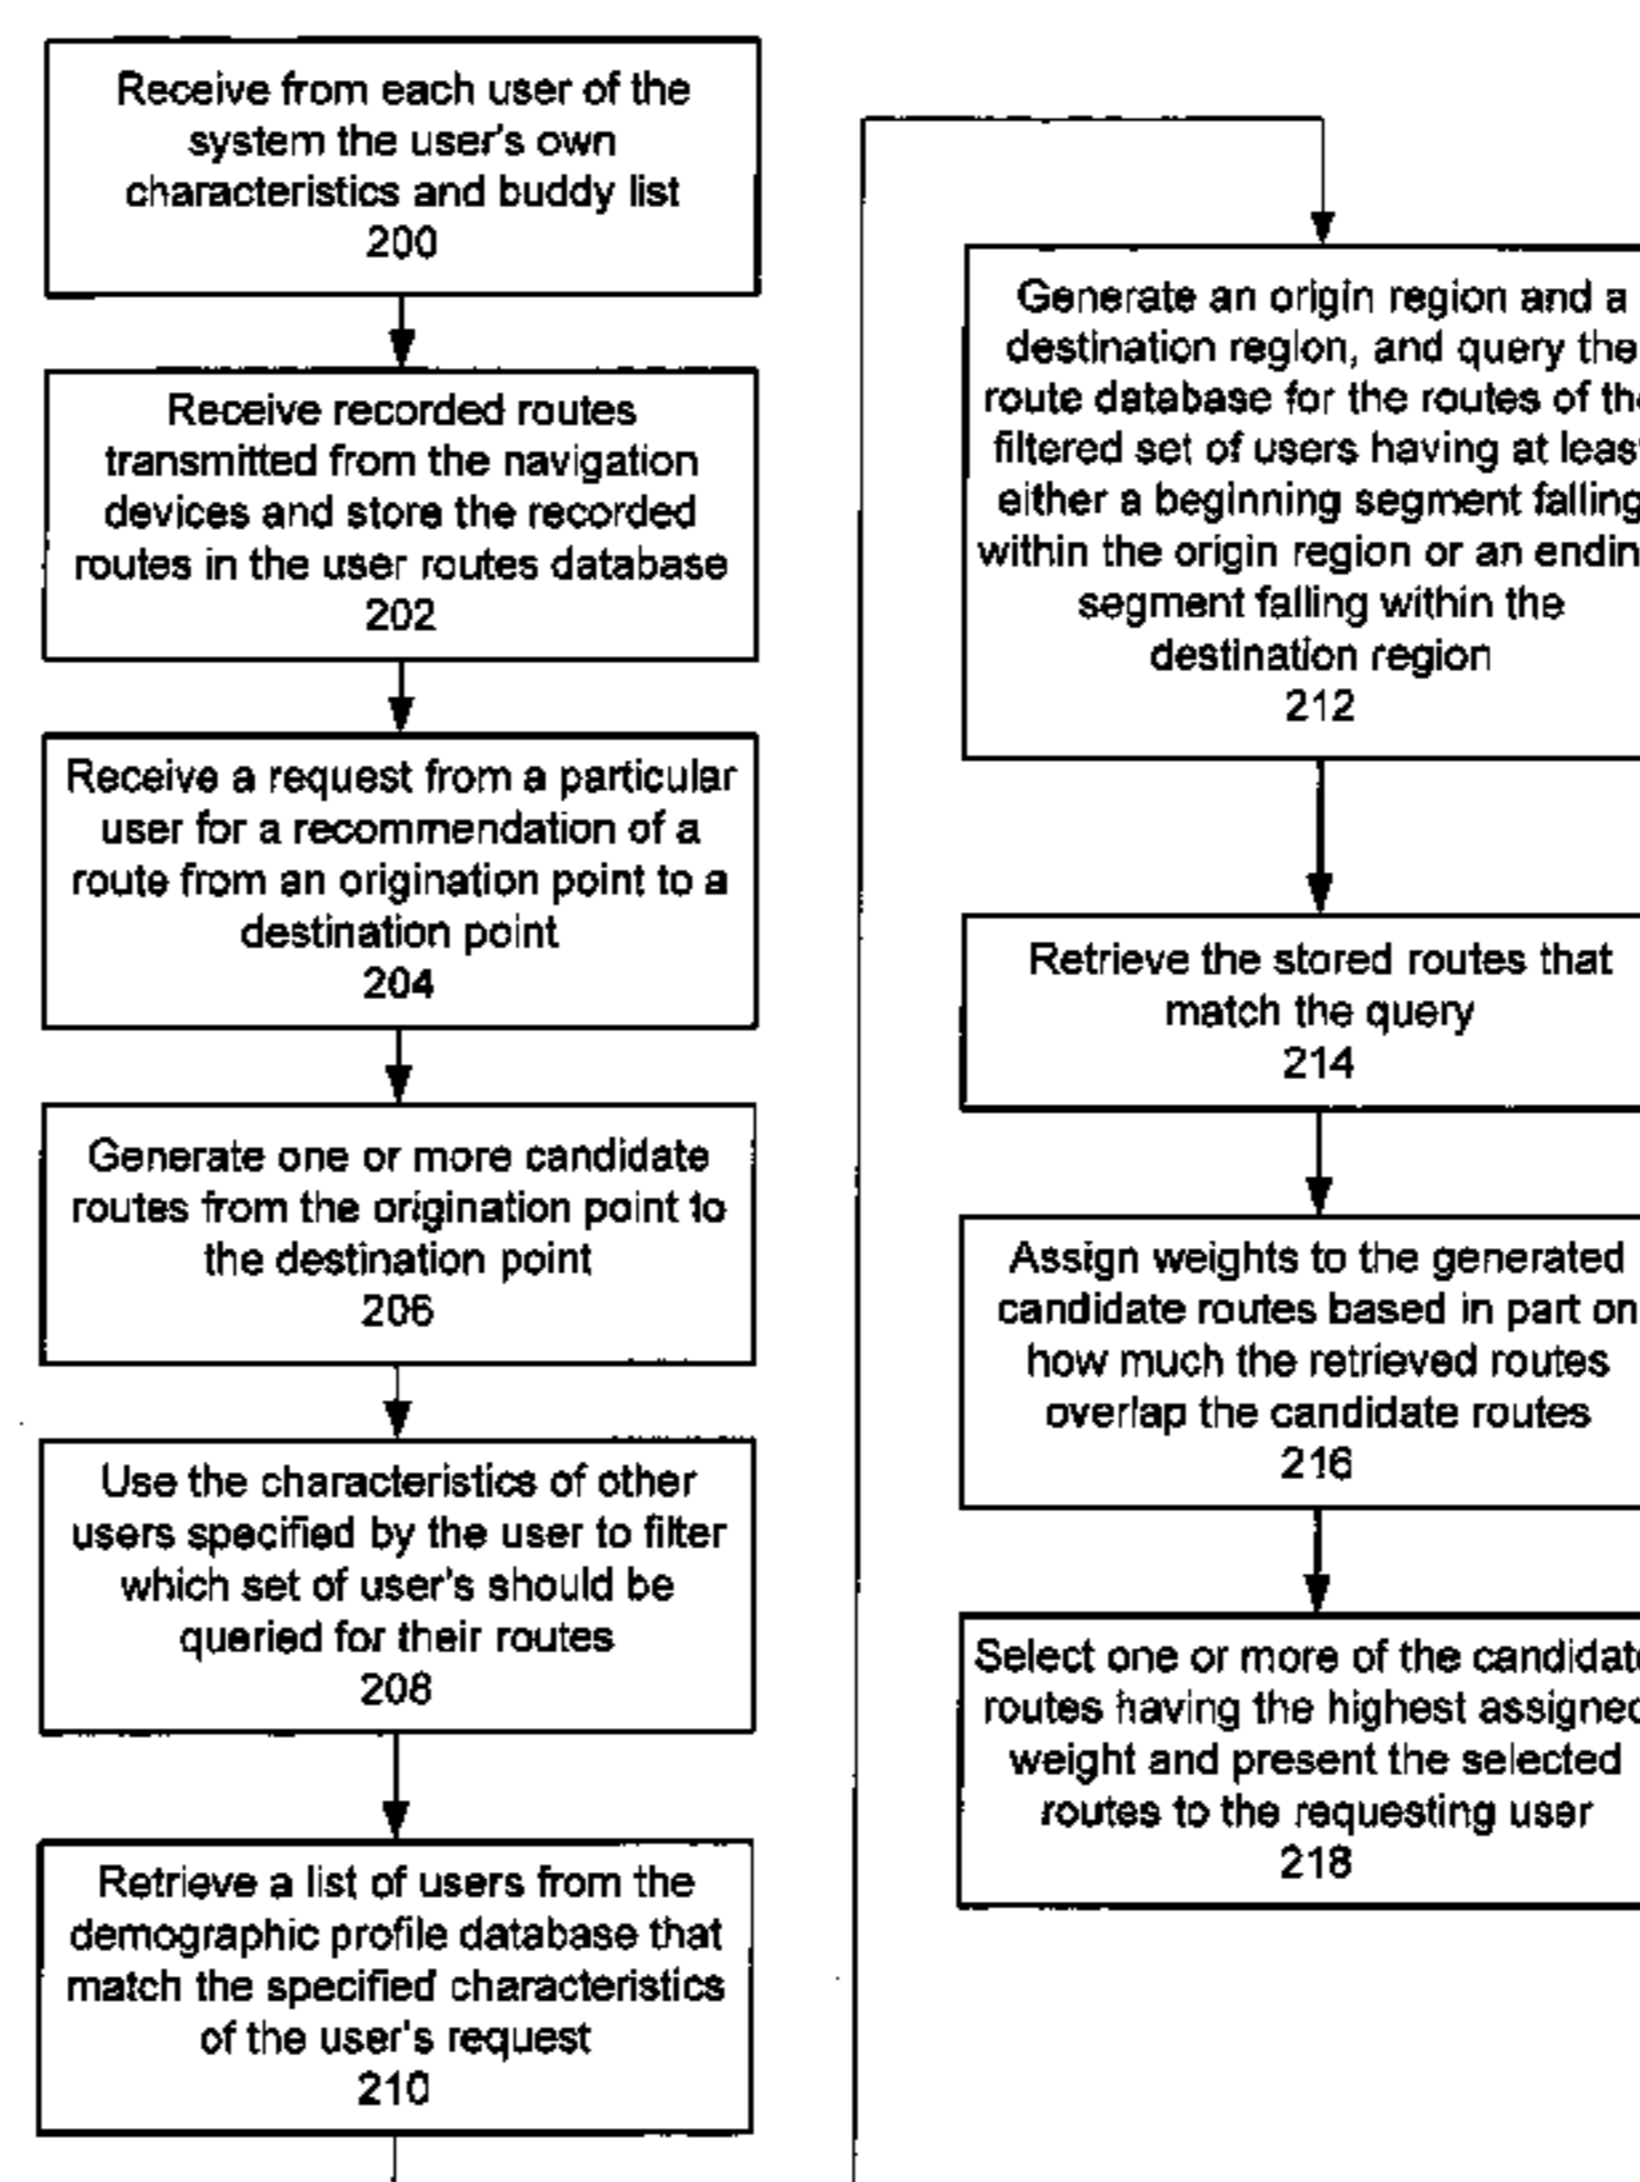 Receive from each user of the
system the user's own
characteristics and buddy list
200
Receive recorded routes
transmitted from the navigation
devices and store the recorded
routes in the user routes database
202
Receive a request from a particular
user for a recommendation of a
route from an origination point to a
destination point
204
Generate one or more candidate
routes from the origination point to
the destination point
206
Use the characteristics of other
users specified by the user to filter
which set of user's should be
queried for their routes
208
Retrieve a list of users from the
demographic profile database that
match the specified characteristics
of the user's request
210
Generate an origin region and a
destination region, and query the
route database for the routes of the
filtered set of users having at least
either a beginning segment falling
within the origin region or an endin
segment falling within the
destination region
212
Retrieve the stored routes that
match the query
214
Assign weights to the generated
candidate routes based in part on
how much the retrieved routes
overlap the candidate routes
216
Select one or more of the candidate
routes having the highest assigned
weight and present the selected
routes to the requesting user
218